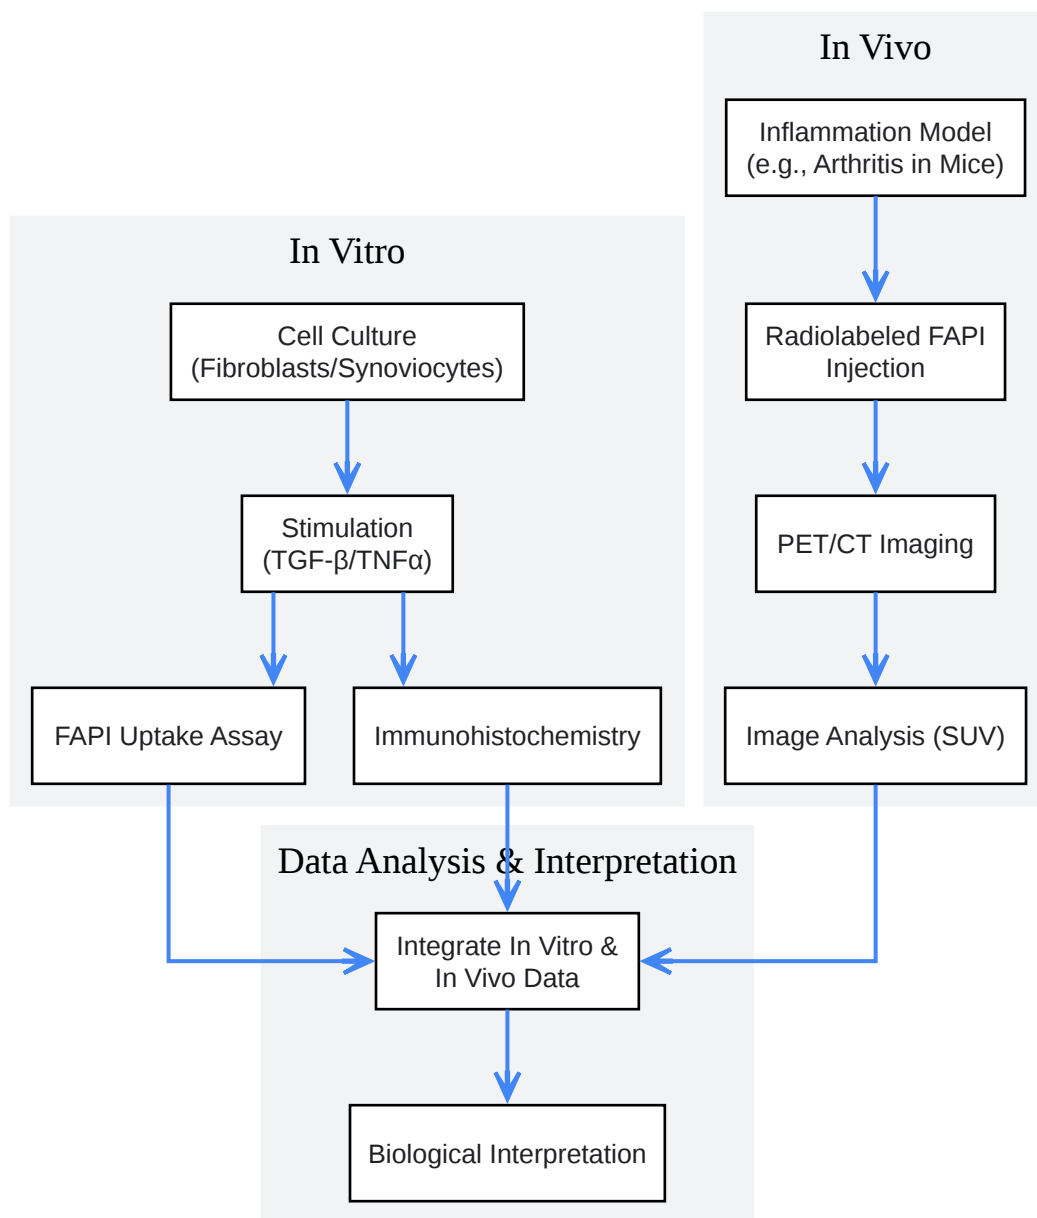 In Vivo
Inflammation Model
(e.g., Arthritis in Mice)
Radiolabeled FAPI
Injection
PET/CT Imaging
Image Analysis (SUV)
In Vitro
Cell Culture
(Fibroblasts/Synoviocytes)
Stimulation
(TGF-β/TNFα)
FAPI Uptake Assay
Immunohistochemistry
Data Analysis & Interpretation
Integrate In Vitro &
In Vivo Data
Biological Interpretation